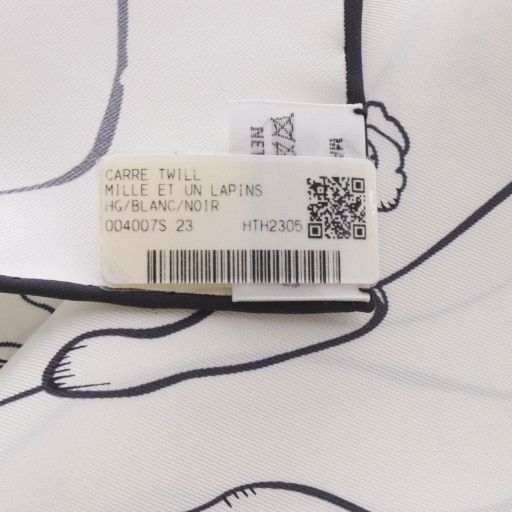 CARRE TWILL
MILLE ET UN LAPINS
HG/BLANC/NOIR
004007S 23 HTH2305